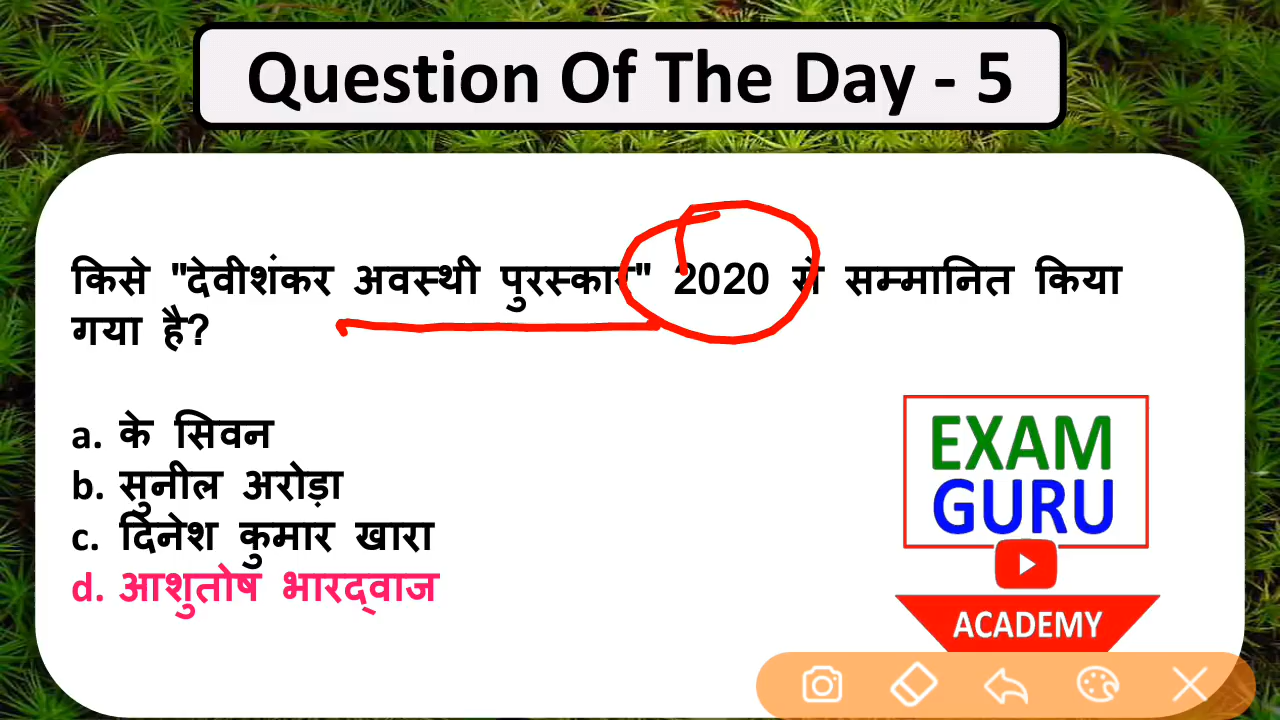 Question Of The Day - 5
किसे "देवीशंकर अवस्थी पुरस्कार" 2020 से सम्मानित किया
गया है?
a. के सिवन
b. सुनील अरोड़ा
c. दिनेश कुमार खारा
d. आशुतोष भारद्वाज
EXAM
GURU
ACADEMY